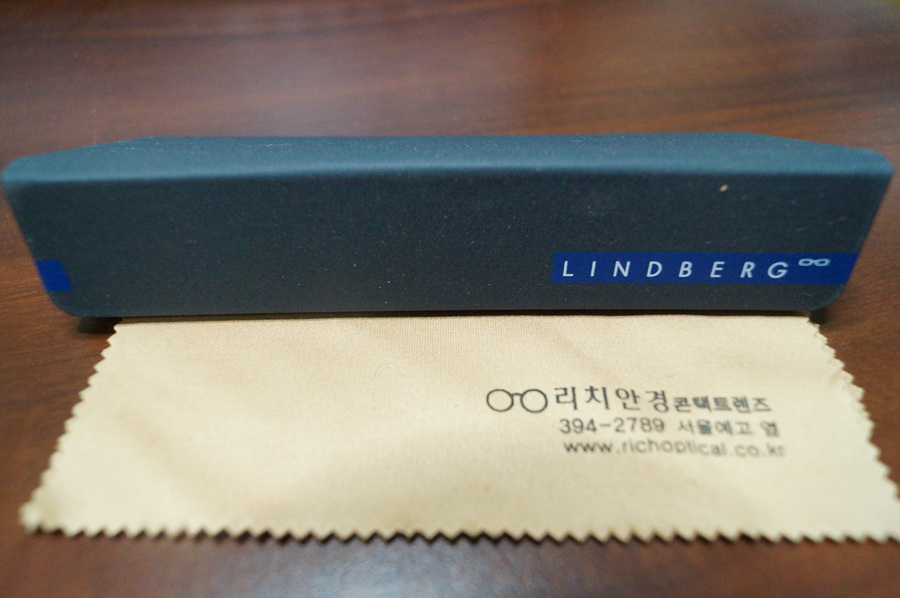 LINDBERG
리치안경콘택트렌즈
394-2789 서울예고 옆
www.richoptical.co.kr